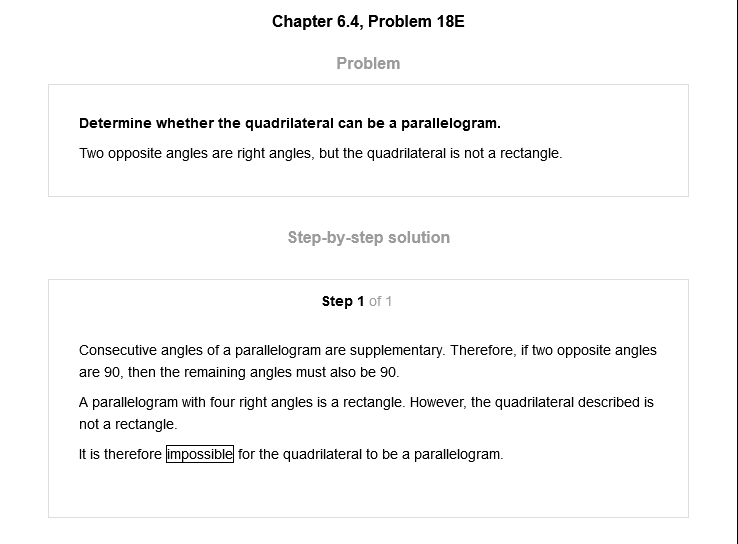 Chapter 6.4, Problem 18E
Problem
Determine whether the quadrilateral can be a parallelogram.
Two opposite angles are right angles, but the quadrilateral is not a rectangle.
Step-by-step solution
Step 1 of 1
Consecutive angles of a parallelogram are supplementary. Therefore, if two opposite angles
are 90, then the remaining angles must also be 90.
A parallelogram with four right angles is a rectangle. However, the quadrilateral described is
not a rectangle.
It is therefore impossible for the quadrilateral to be a parallelogram.